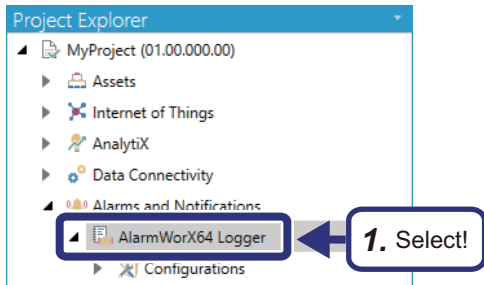 Project Explorer
MyProject (01.00.000.00)
Assets
Internet of Things
AnalytiX
Data Connectivity
Alarms and Notifications
AlarmWorX64 Logger
1. Select!
Configurations